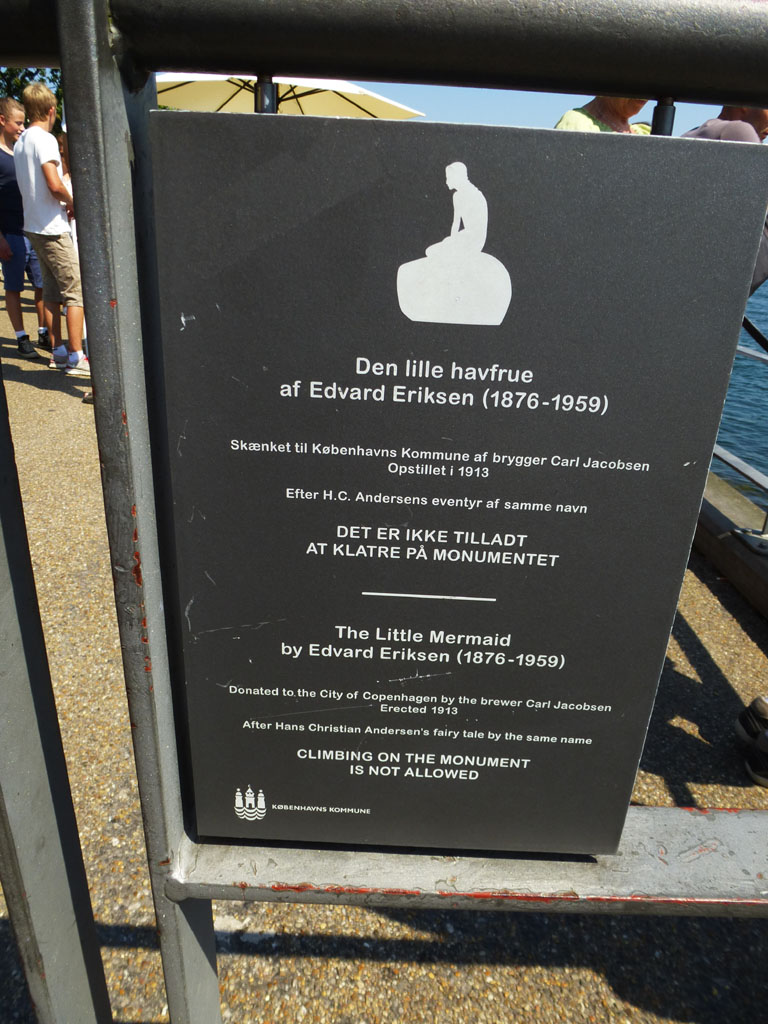 Den lille havfrue
af Edvard Eriksen (1876-1959)
Skænket til Københavns Kommune af brygger Carl Jacobsen
Opstillet i 1913
Efter H.C. Andersens eventyr af samme navn
DET ER IKKE TILLADT
AT KLATRE PÅ MONUMENTET
The Little Mermaid
by Edvard Eriksen (1876-1959)
Donated to the City of Copenhagen by the brewer Carl Jacobsen
Erected 1913
After Hans Christian Andersen's fairy tale by the same name
CLIMBING ON THE MONUMENT
IS NOT ALLOWED
KØBENHAVNS KOMMUNE